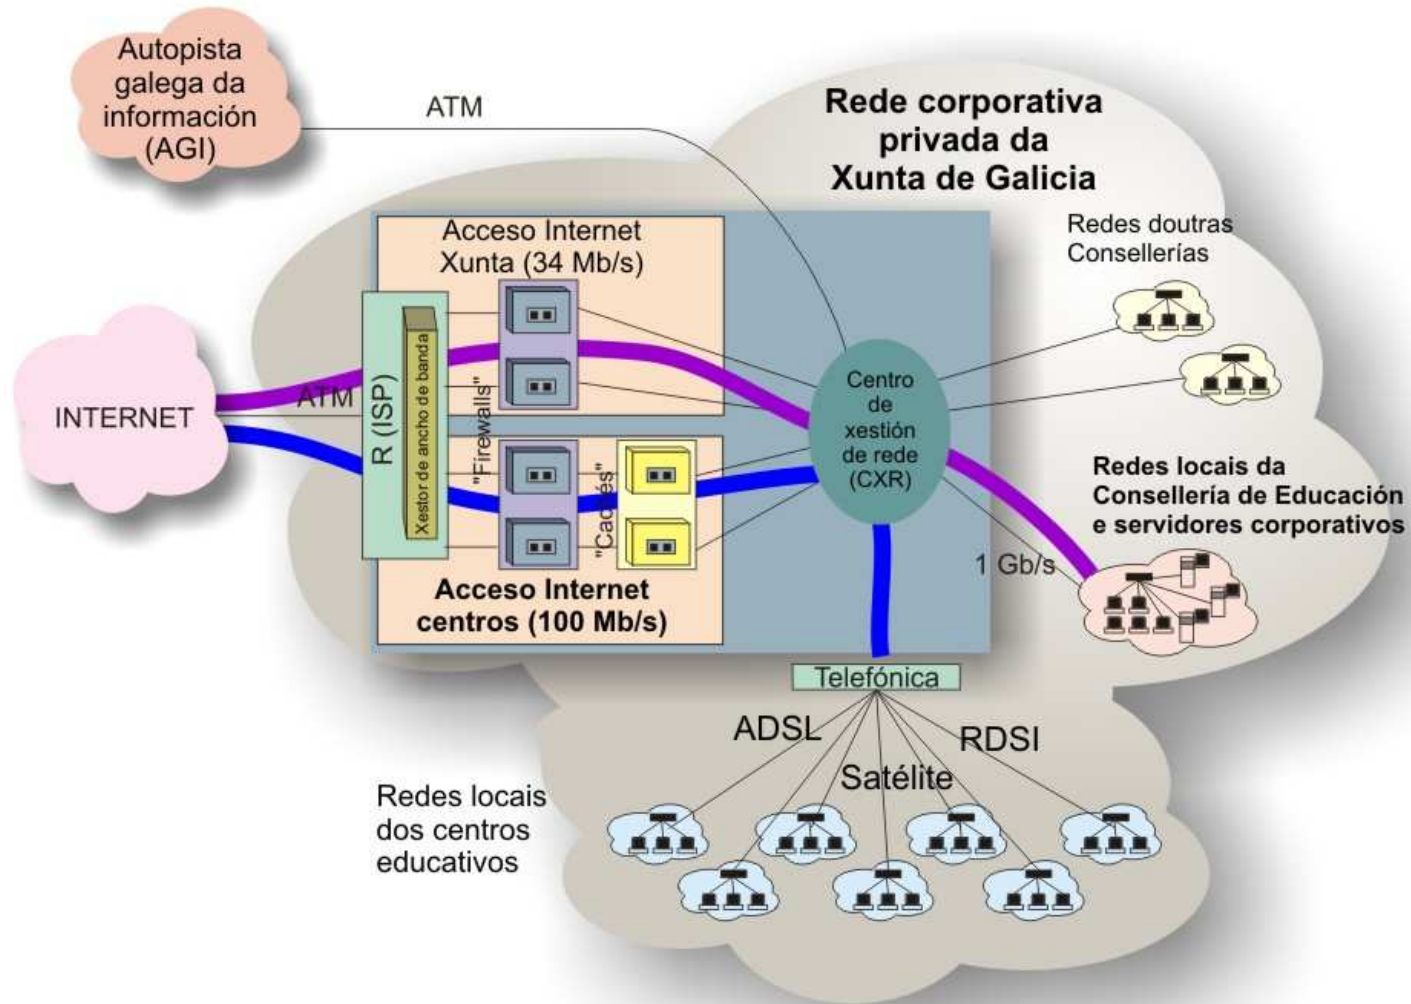 Autopista
galega da
información
(AGI)
ATM
Rede corporativa
privada da
Xunta de Galicia
Redes doutras
Consellerías
Acceso Internet
Xunta (34 Mb/s)
INTERNET
ATM
R (ISP)
Xestor de ancho de banda
"Firewalls"
"Cachés"
Centro
de
xestión
de rede
(CXR)
Redes locais da
Consellería de Educación
e servidores corporativos
1 Gb/s
Acceso Internet
centros (100 Mb/s)
Telefónica
ADSL
RDSI
Satélite
Redes locais
dos centros
educativos